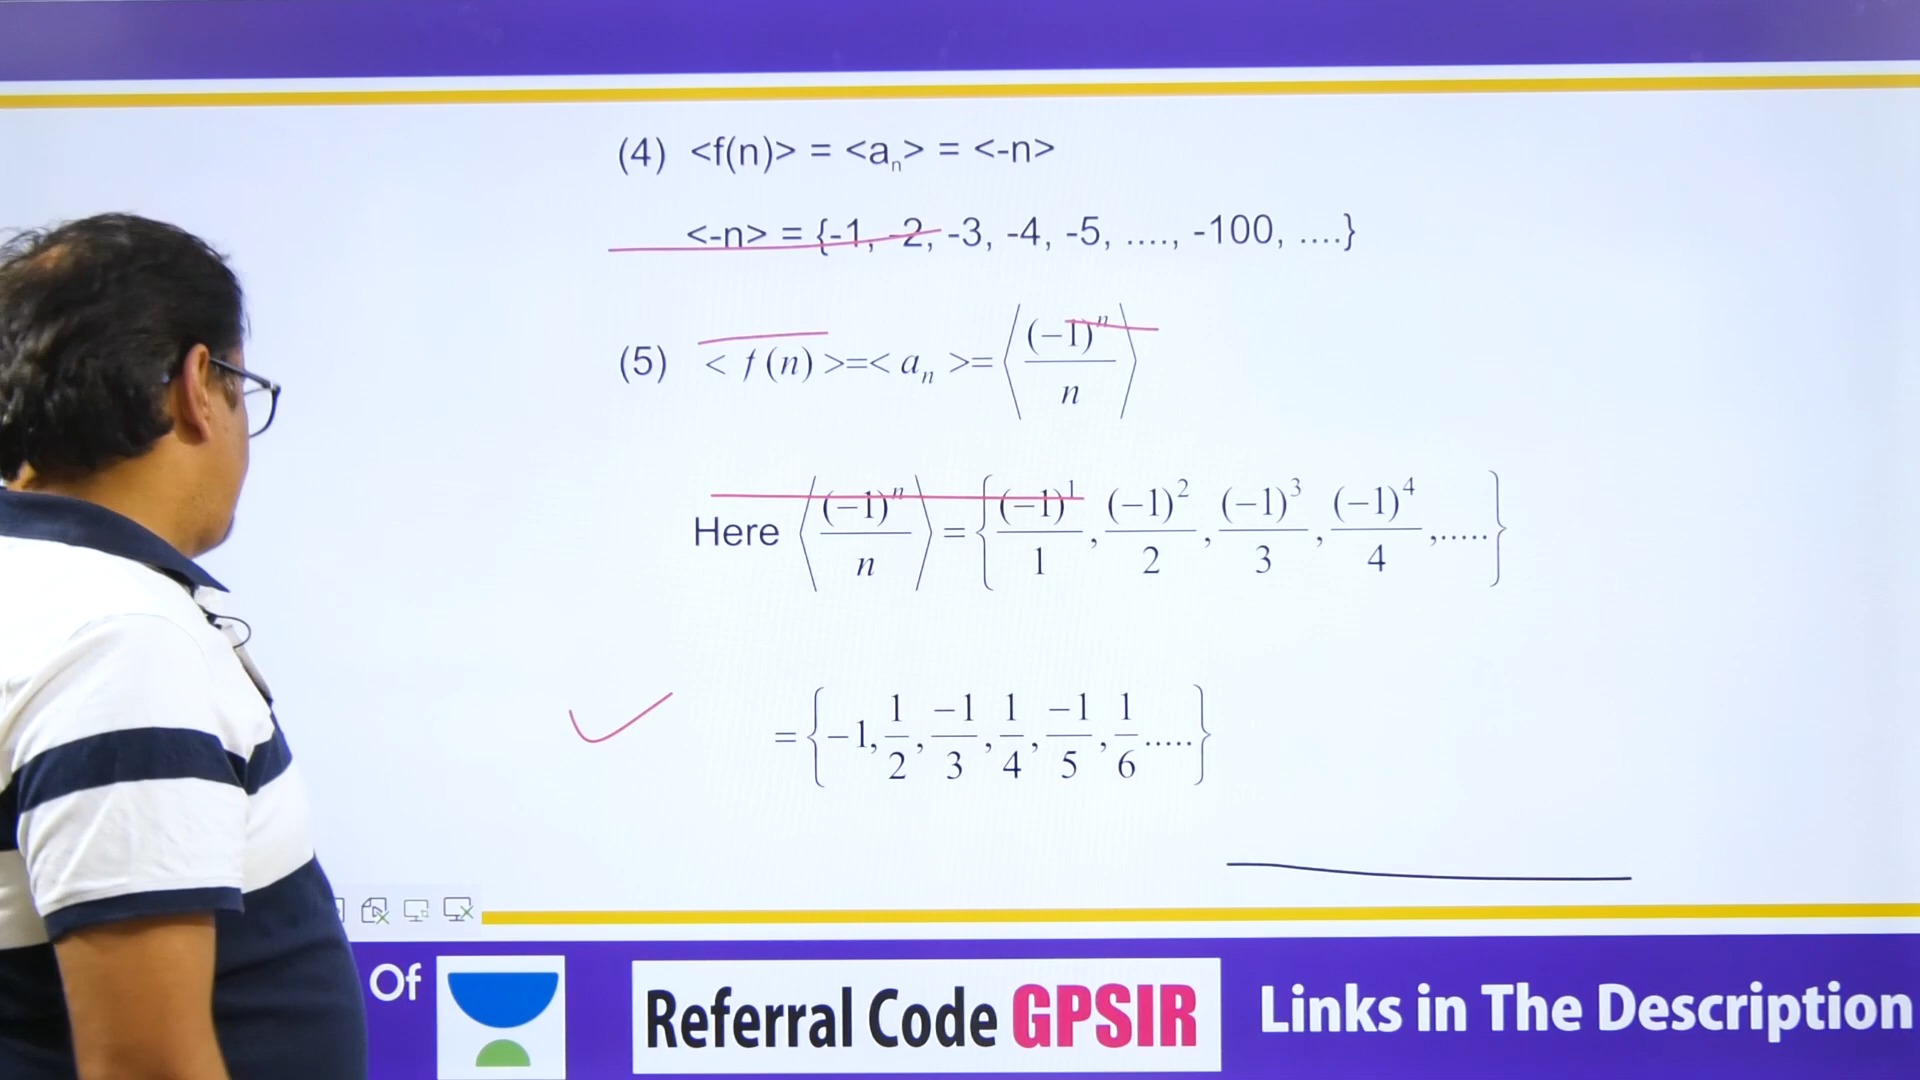 (4) <f(n)> = <aₙ> = <-n>
<-n> = {-1, -2, -3, -4, -5, ...., -100, ....}
(5) < f (n) >=< aₙ >= ⟨(−1)ⁿ/n⟩
Here ⟨(−1)ⁿ/n⟩ = {(−1)¹/1, (−1)²/2, (−1)³/3, (−1)⁴/4 ,.....}
= {−1, 1/2, −1/3, 1/4, −1/5, 1/6 .....}
Of Referral Code GPSIR Links in The Description